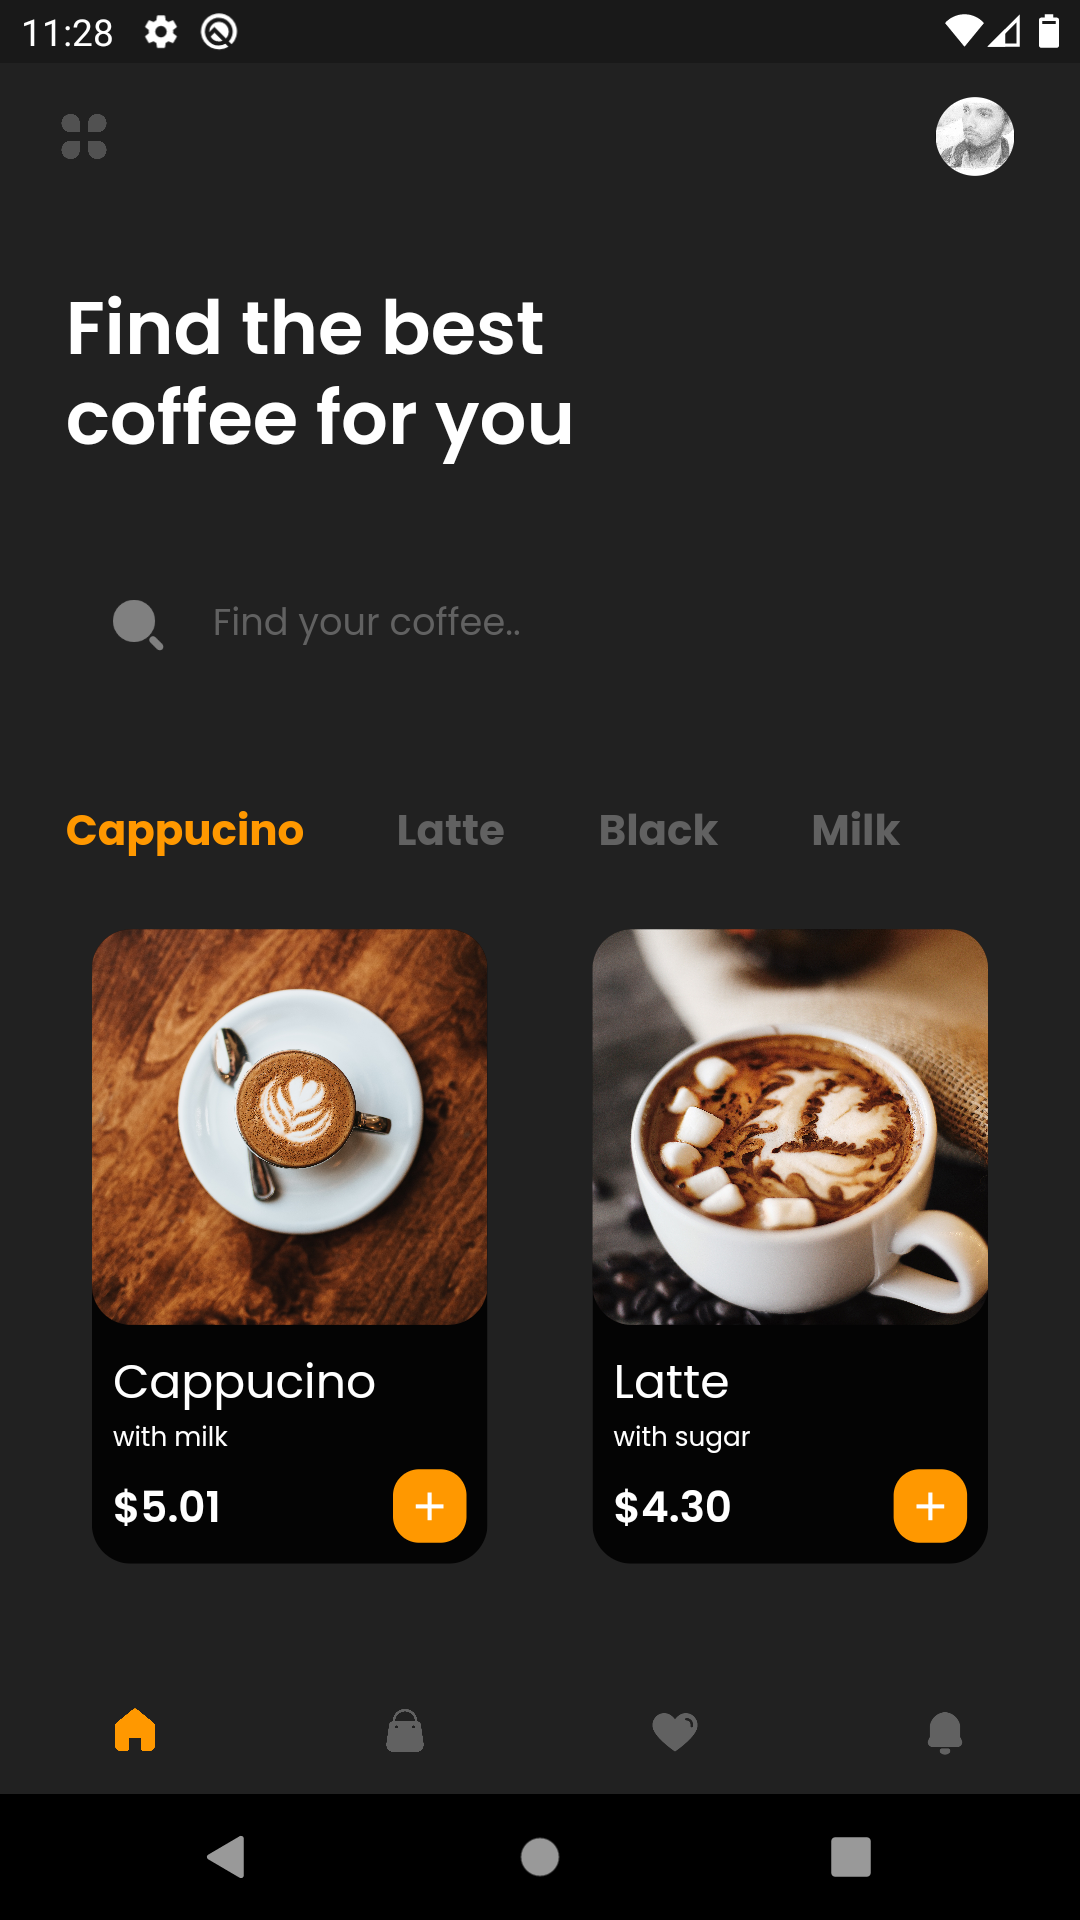 11:28
Find the best
coffee for you
Find your coffee..
Cappucino Latte Black Milk
Cappucino
with milk
$5.01
Latte
with sugar
$4.30